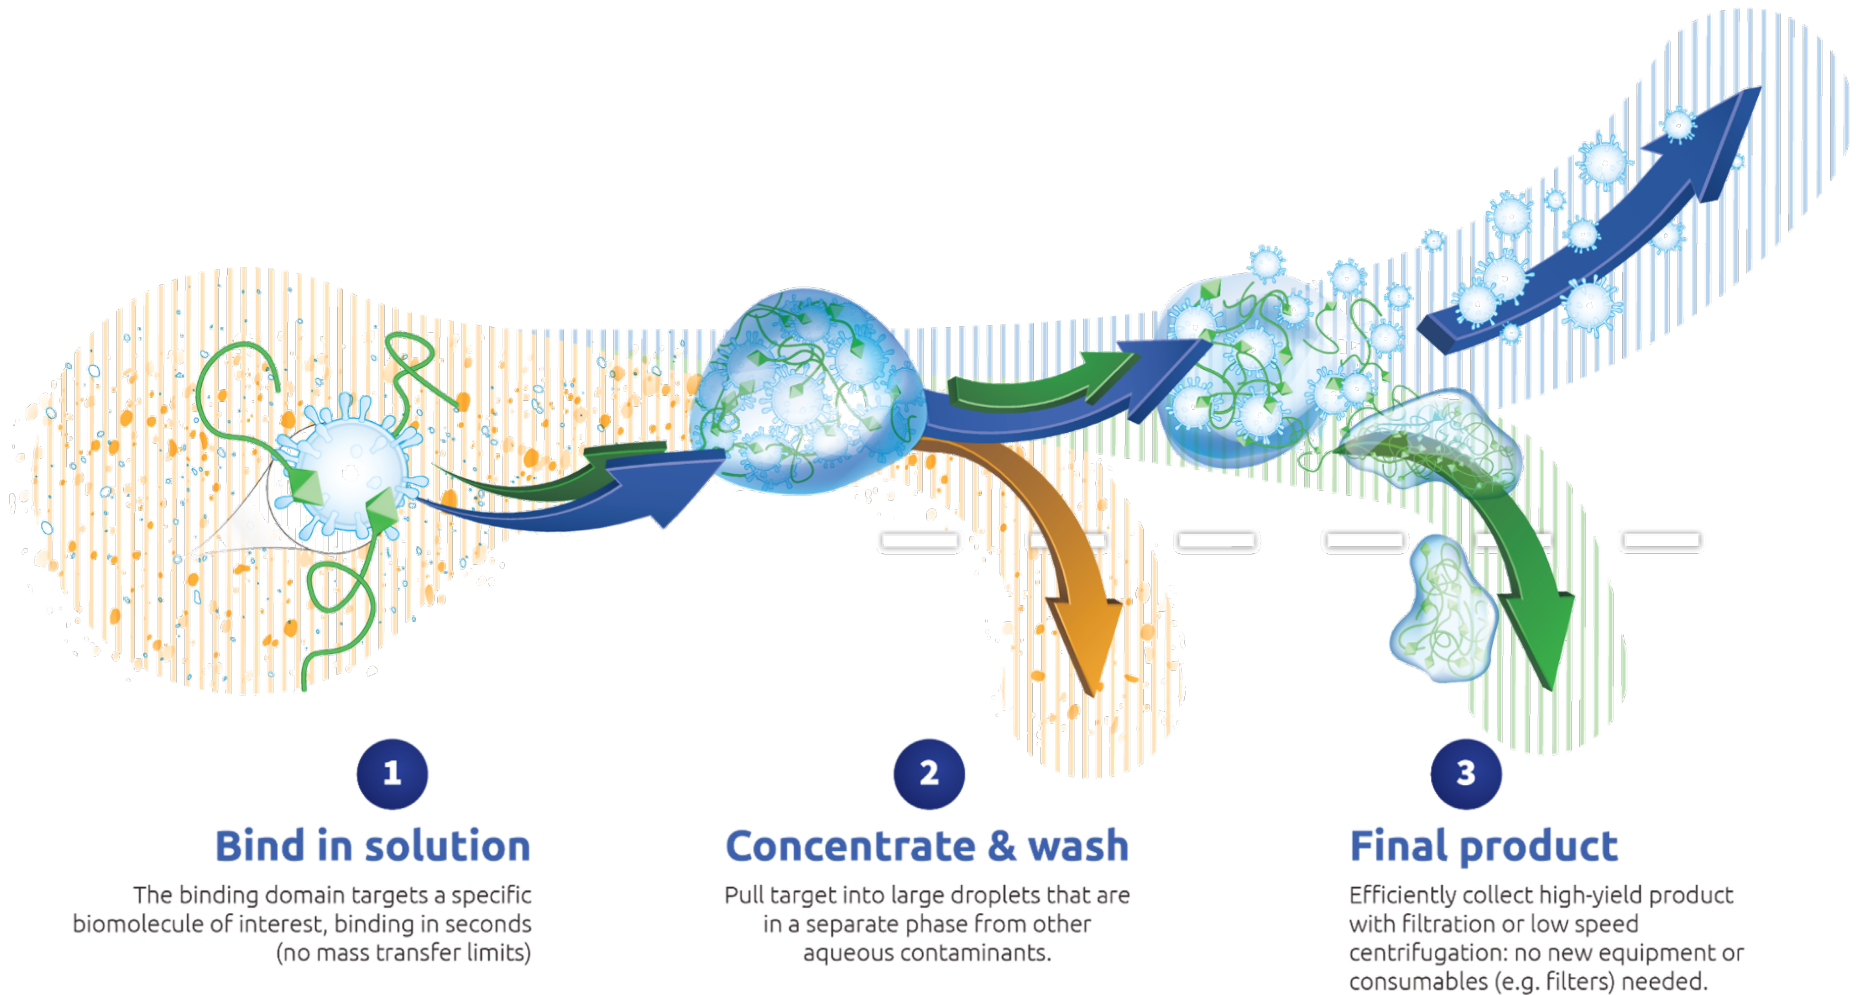 1
Bind in solution
The binding domain targets a specific
biomolecule of interest, binding in seconds
(no mass transfer limits)
2
Concentrate & wash
Pull target into large droplets that are
in a separate phase from other
aqueous contaminants.
3
Final product
Efficiently collect high-yield product
with filtration or low speed
centrifugation: no new equipment or
consumables (e.g. filters) needed.